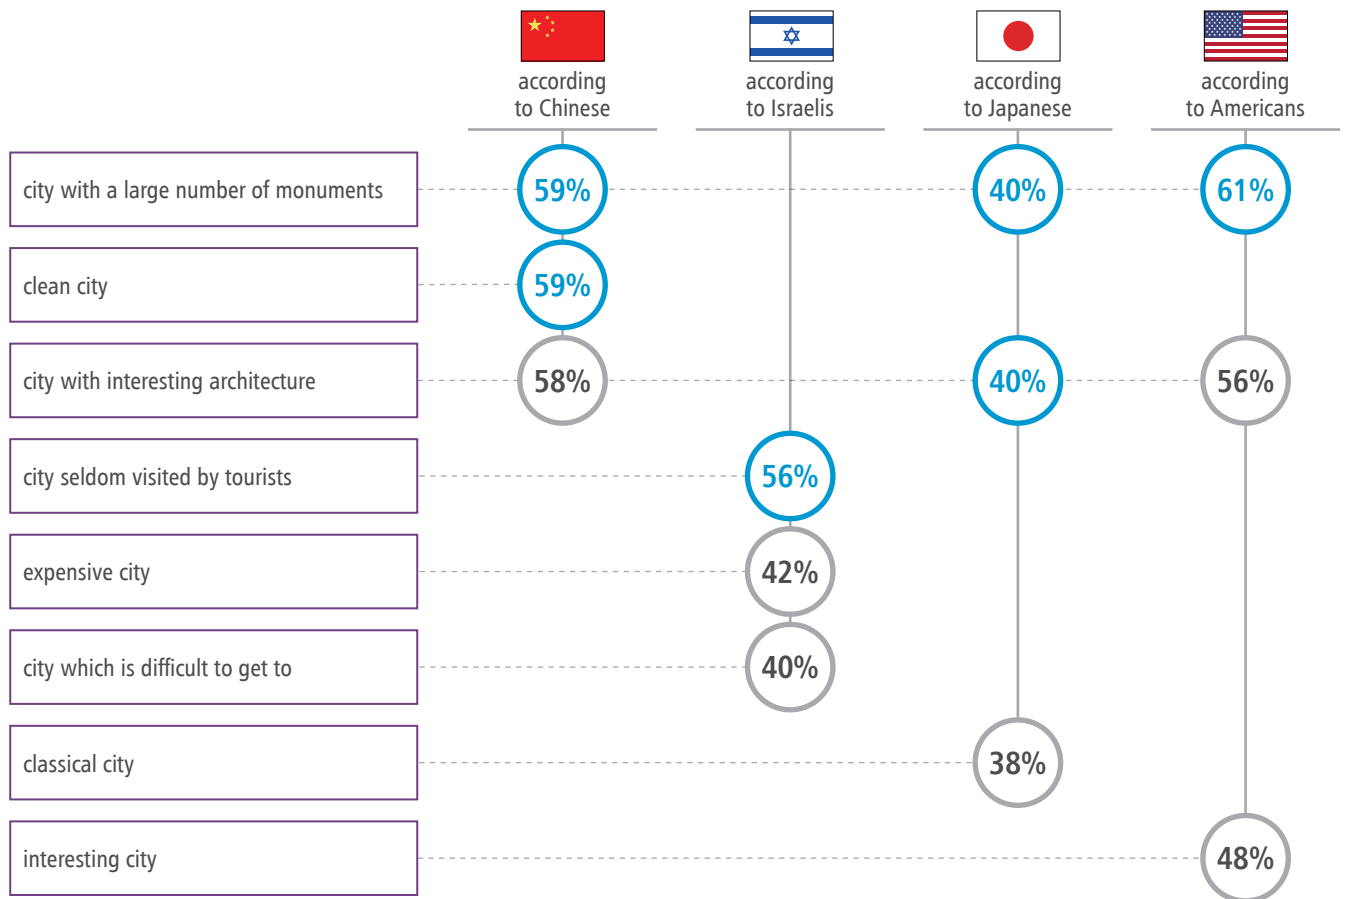 according
to Chinese
according
to Israelis
according
to Japanese
according
to Americans
city with a large number of monuments
59%
40%
61%
clean city
59%
city with interesting architecture
58%
40%
56%
city seldom visited by tourists
56%
expensive city
42%
city which is difficult to get to
40%
classical city
38%
interesting city
48%